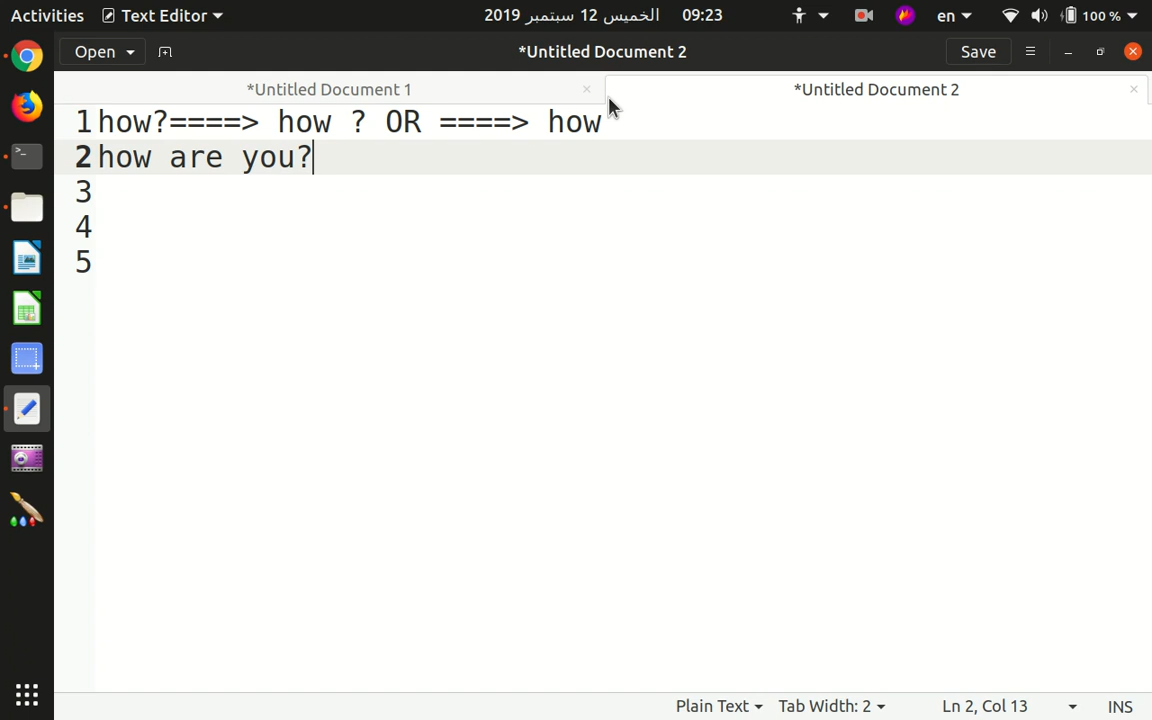 Activities Text Editor 2019 الخميس 12 سبتمبر 09:23 en 100 %
Open *Untitled Document 2 Save
*Untitled Document 1 *Untitled Document 2
1 how?====> how ? OR ====> how
2 how are you?
3
4
5
Plain Text Tab Width: 2 Ln 2, Col 13 INS